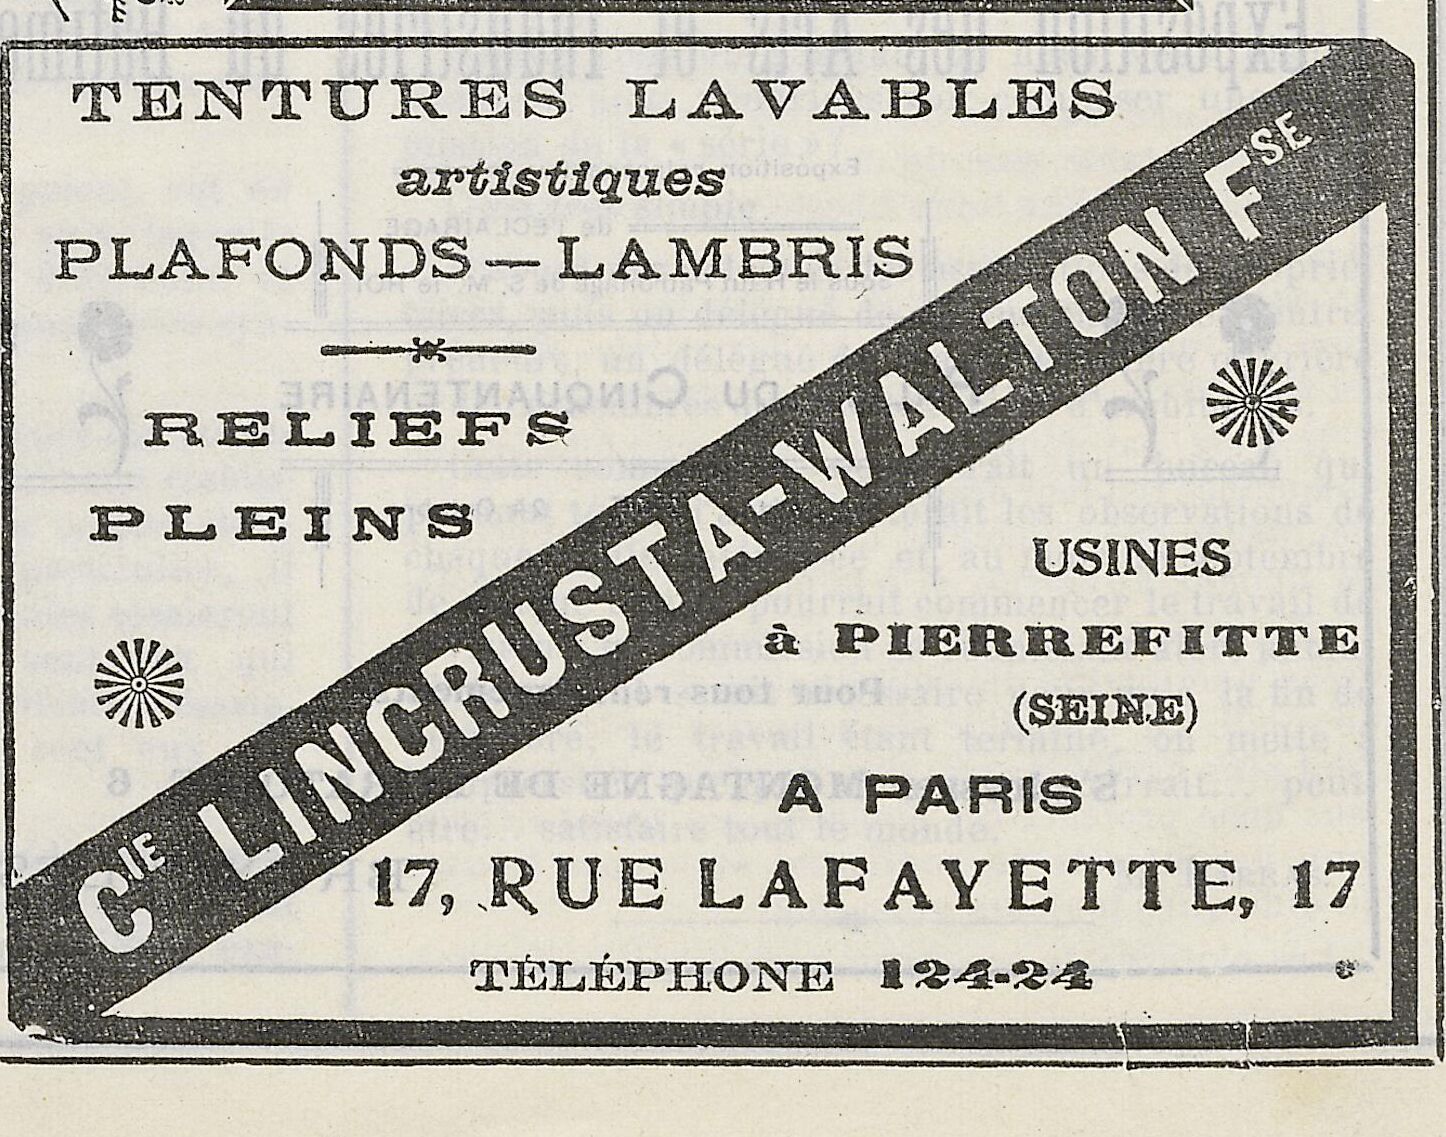 TENTURES LAVABLES
artistiques
PLAFONDS — LAMBRIS
RELIEFS
PLEINS
CIE LINCRUSTA-WALTON FSE
USINES
à PIERREFITTE
(SEINE)
A PARIS
17, RUE LAFAYETTE, 17
TÉLÉPHONE 124-24